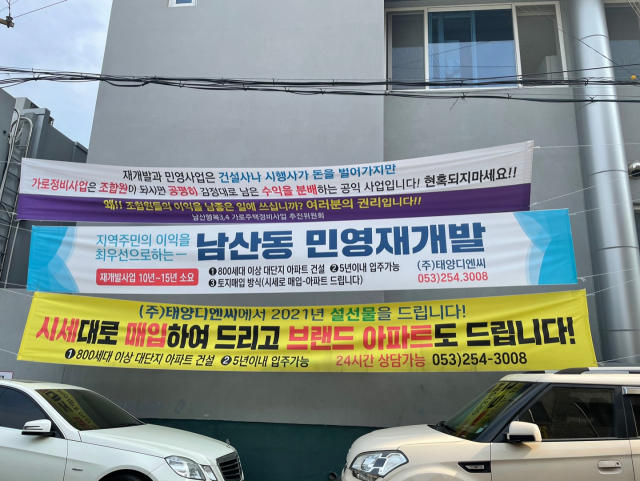 재개발과 민영사업은 건설사나 시행사가 돈을 벌어가지만
가로정비사업은 조합원이 되시면 공평히 감정대로 남은 수익을 분배하는 공익 사업입니다! 현혹되지마세요!!
왜!! 조합원들의 이익을 남좋은 일에 쓰십니까? 여러분의 권리입니다!!
남산행복3,4 가로주택정비사업 추진위원회
지역주민의 이익을
최우선으로하는
남산동 민영재개발
재개발사업 10년~15년 소요
❶800세대 이상 대단지 아파트 건설 ❷5년이내 입주가능
❸토지매입 방식(시세로 매입-아파트 드립니다)
(주)태양디엔씨
053)254.3008
(주)태양디엔씨에서 2021년 설선물을 드립니다!
시세대로 매입하여 드리고 브랜드 아파트도 드립니다!
❶800세대 이상 대단지 아파트 건설 ❷5년이내 입주가능 24시간 상담가능 053)254-3008